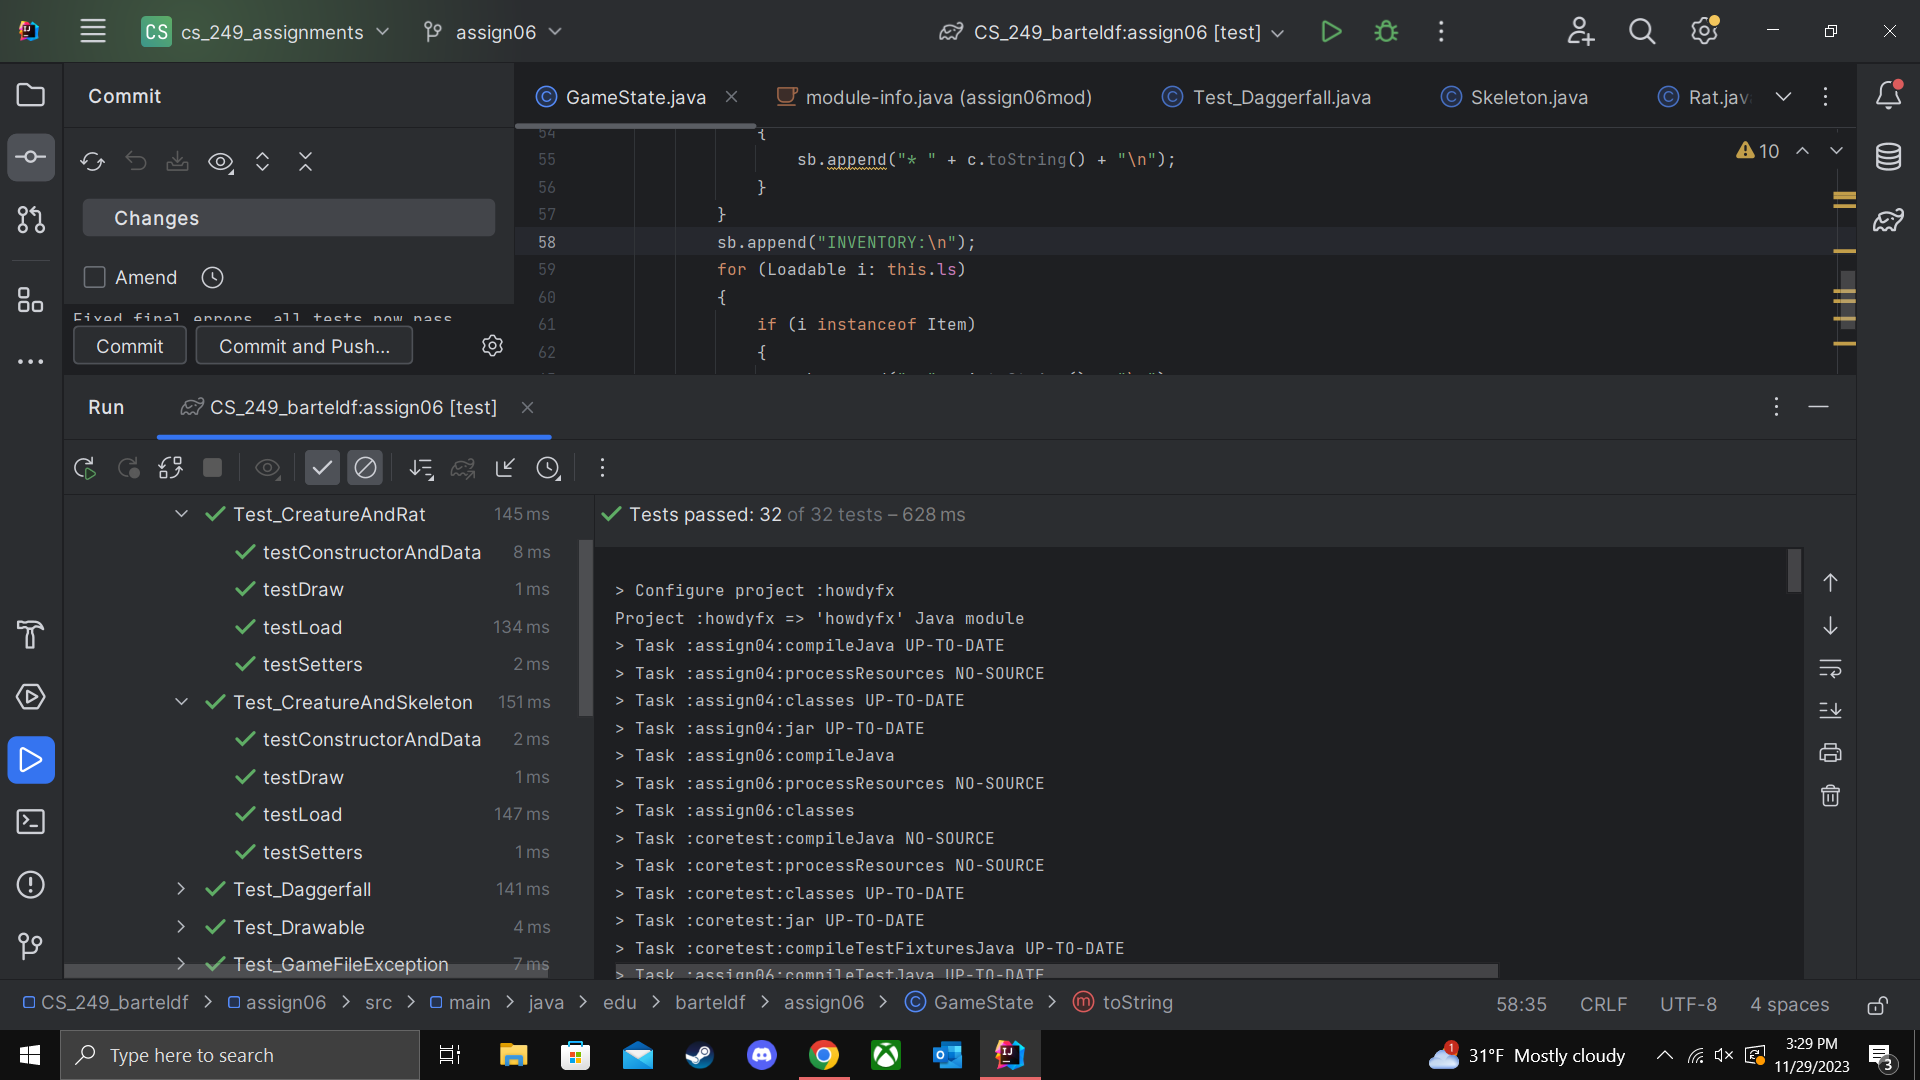 CS cs_249_assignments assign06 CS_249_barteldf:assign06 [test]
Commit
GameState.java module-info.java (assign06mod) Test_Daggerfall.java Skeleton.java Rat.jav
Changes
Amend
Fixed final errors, all tests now pass
Commit Commit and Push...
54 {
55 sb.append("* " + c.toString() + "\n");
56 }
57 }
58 sb.append("INVENTORY:\n");
59 for (Loadable i: this.ls)
60 {
61 if (i instanceof Item)
62 {
10
Run CS_249_barteldf:assign06 [test]
Test_CreatureAndRat 145 ms
testConstructorAndData 8 ms
testDraw 1 ms
testLoad 134 ms
testSetters 2 ms
Test_CreatureAndSkeleton 151 ms
testConstructorAndData 2 ms
testDraw 1 ms
testLoad 147 ms
testSetters 1 ms
Test_Daggerfall 141 ms
Test_Drawable 4 ms
Test_GameFileException 7 ms
Tests passed: 32 of 32 tests – 628 ms
> Configure project :howdyfx
Project :howdyfx => 'howdyfx' Java module
> Task :assign04:compileJava UP-TO-DATE
> Task :assign04:processResources NO-SOURCE
> Task :assign04:classes UP-TO-DATE
> Task :assign04:jar UP-TO-DATE
> Task :assign06:compileJava
> Task :assign06:processResources NO-SOURCE
> Task :assign06:classes
> Task :coretest:compileJava NO-SOURCE
> Task :coretest:processResources NO-SOURCE
> Task :coretest:classes UP-TO-DATE
> Task :coretest:jar UP-TO-DATE
> Task :coretest:compileTestFixturesJava UP-TO-DATE
> Task :assign06:compileTestJava UP-TO-DATE
CS_249_barteldf > assign06 > src > main > java > edu > barteldf > assign06 > GameState > toString
58:35 CRLF UTF-8 4 spaces
Type here to search
1 31°F Mostly cloudy
3:29 PM
11/29/2023
3